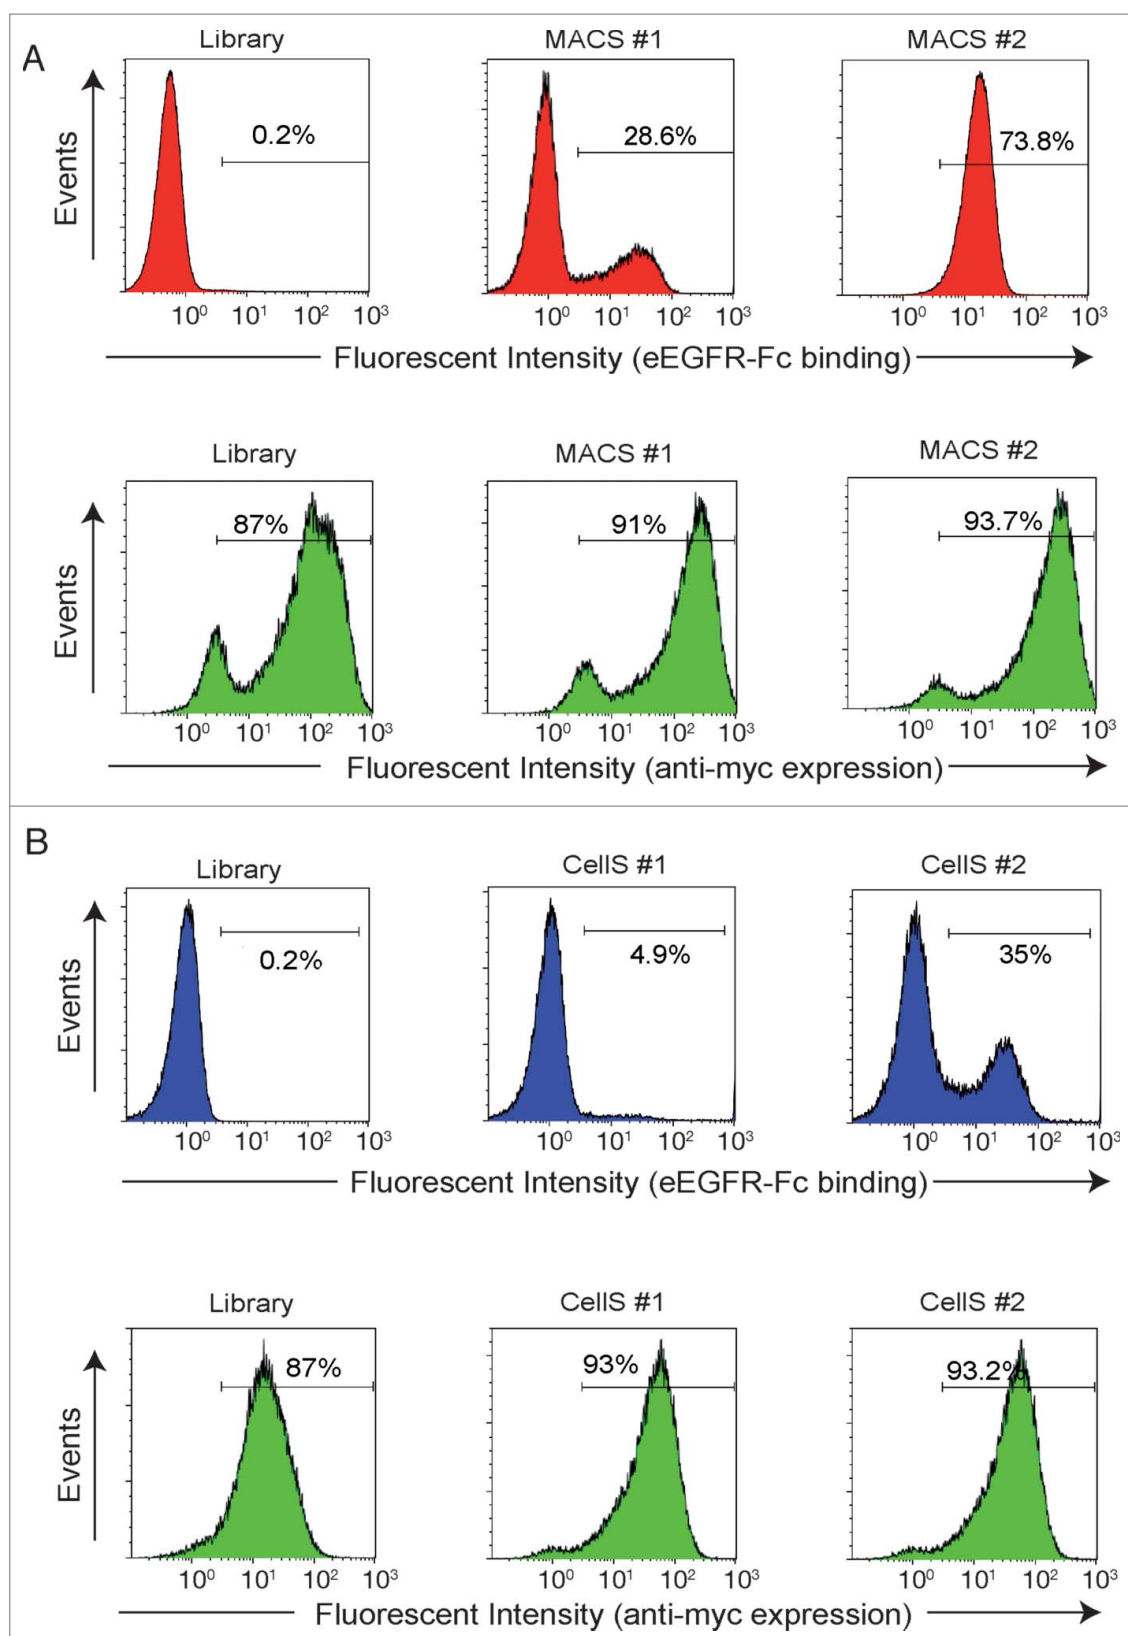 A
Library
MACS #1
MACS #2
Events
0.2%
28.6%
73.8%
10⁰ 10¹ 10² 10³
10⁰ 10¹ 10² 10³
10⁰ 10¹ 10² 10³
Fluorescent Intensity (eEGFR-Fc binding)
Library
MACS #1
MACS #2
Events
87%
91%
93.7%
10⁰ 10¹ 10² 10³
10⁰ 10¹ 10² 10³
10⁰ 10¹ 10² 10³
Fluorescent Intensity (anti-myc expression)
B
Library
CellS #1
CellS #2
Events
0.2%
4.9%
35%
10⁰ 10¹ 10² 10³
10⁰ 10¹ 10² 10³
10⁰ 10¹ 10² 10³
Fluorescent Intensity (eEGFR-Fc binding)
Library
CellS #1
CellS #2
Events
87%
93%
93.2%
10⁰ 10¹ 10² 10³
10⁰ 10¹ 10² 10³
10⁰ 10¹ 10² 10³
Fluorescent Intensity (anti-myc expression)